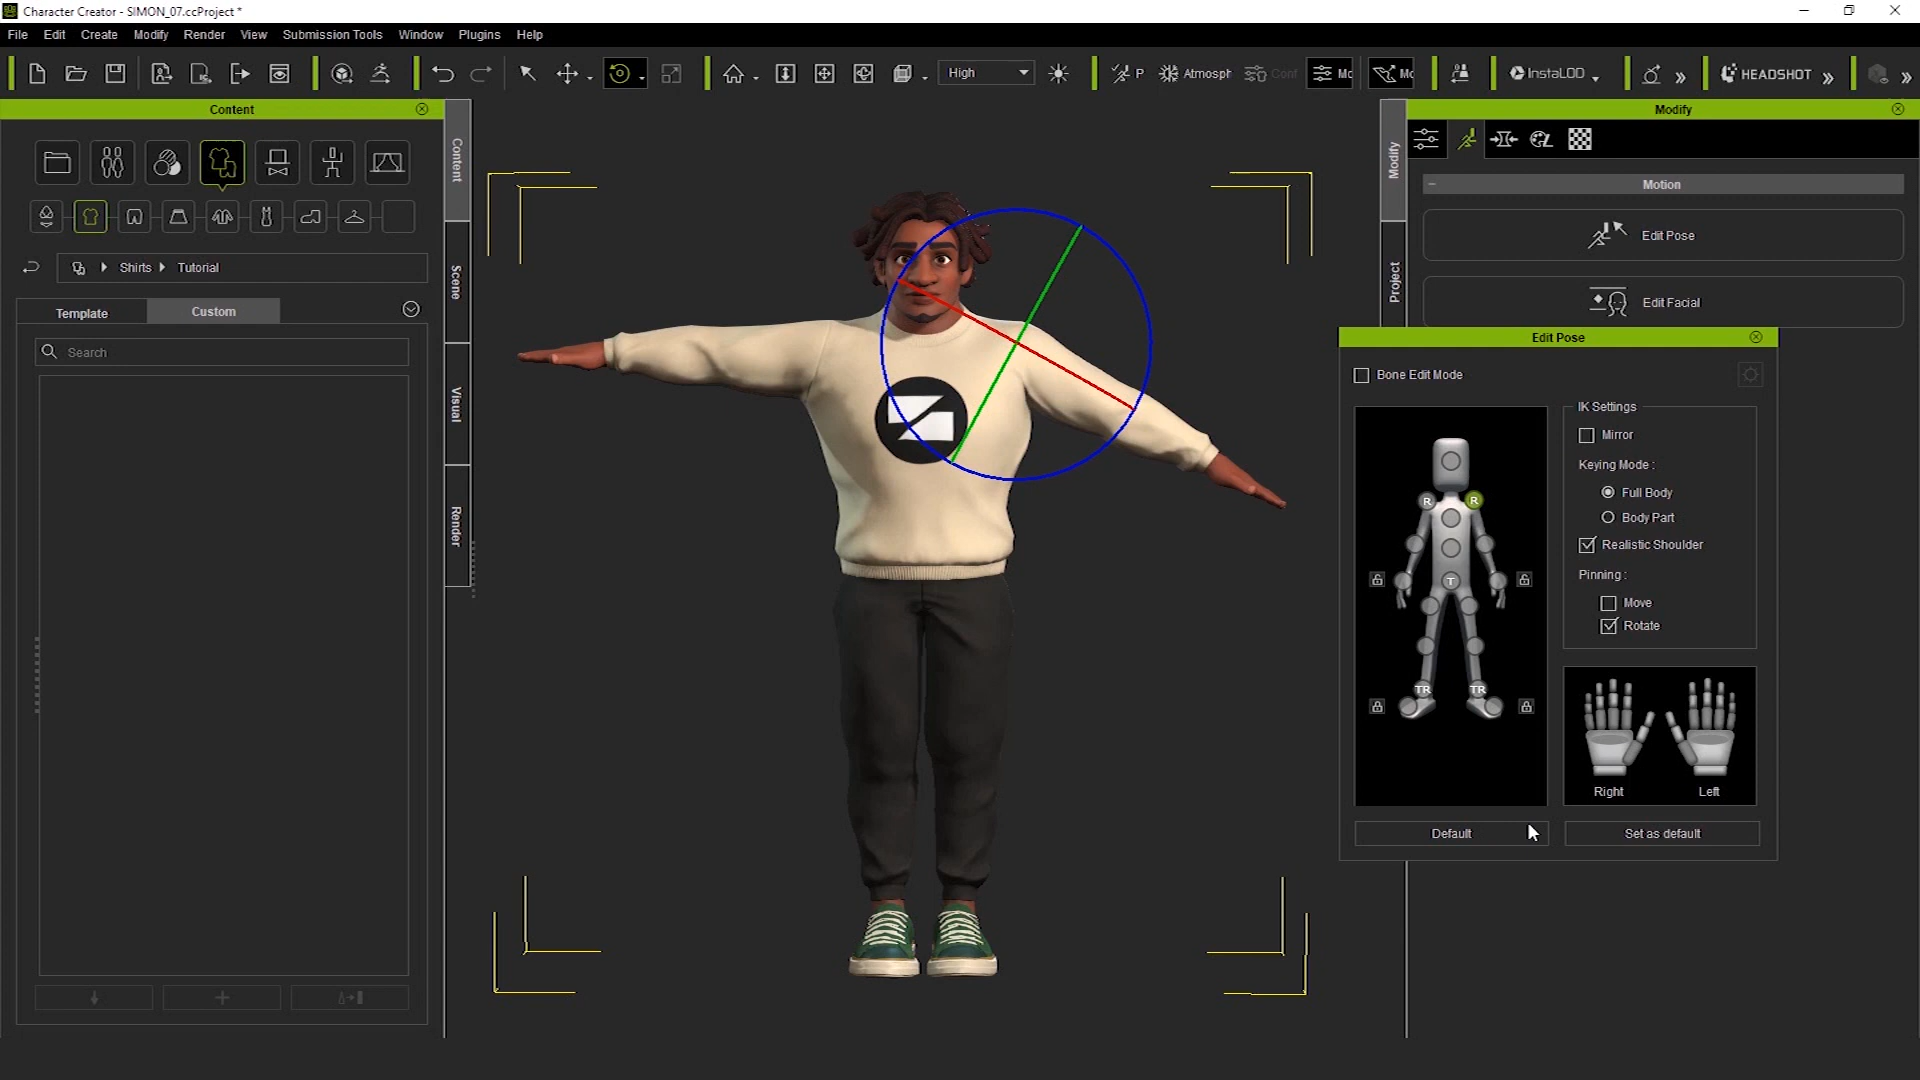 Character Creator - SIMON_07.ccProject *
File Edit Create Modify Render View Submission Tools Window Plugins Help
High P Atmosph Cont Mc Mc InstaLOD HEADSHOT
Content
Modify
Content
Scene
Visual
Render
Modify
Project
Shirts Tutorial
Template Custom
Search
Motion
Edit Pose
Edit Facial
Edit Pose
Bone Edit Mode
IK Settings
Mirror
Keying Mode :
Full Body
Body Part
Realistic Shoulder
Pinning :
Move
Rotate
R R
T
TR TR
Right Left
Default Set as default